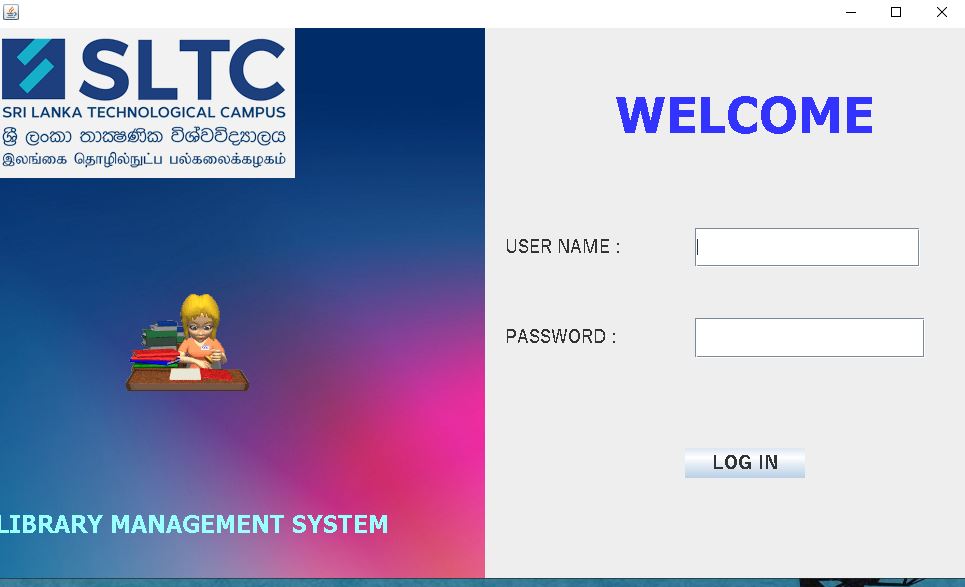 SLTC
SRI LANKA TECHNOLOGICAL CAMPUS
ශ්‍රී ලංකා තාක්ෂණික විශ්වවිද්‍යාලය
இலங்கை தொழில்நுட்ப பல்கலைக்கழகம்
LIBRARY MANAGEMENT SYSTEM
WELCOME
USER NAME :
PASSWORD :
LOG IN